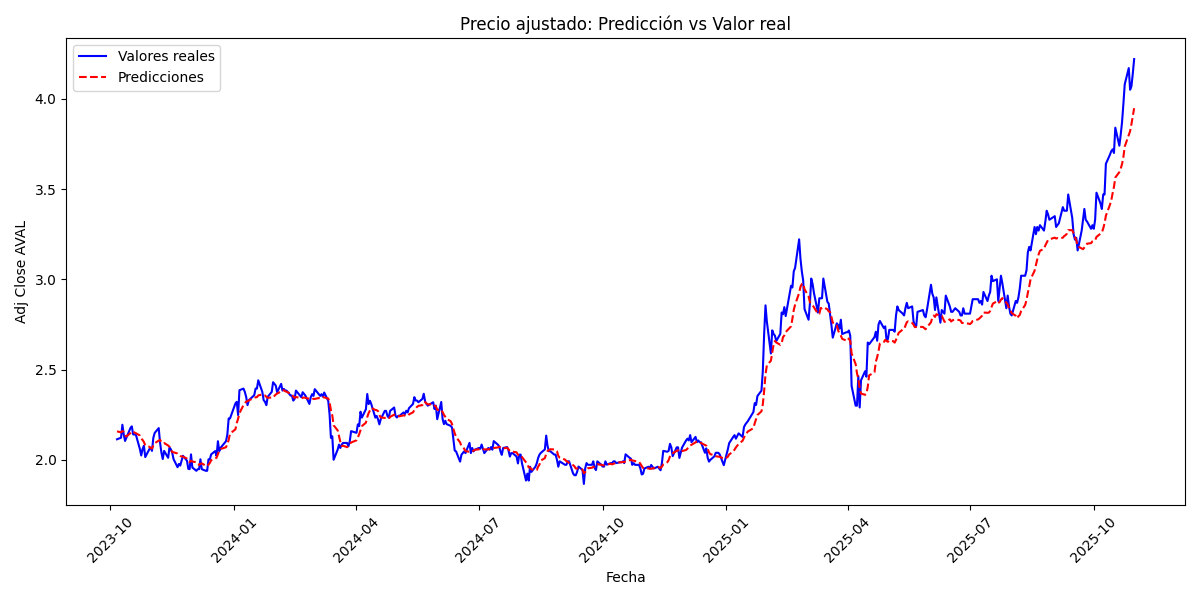 Precio ajustado: Predicción vs Valor real
Valores reales
Predicciones
Adj Close AVAL
4.0
3.5
3.0
2.5
2.0
2023-10
2024-01
2024-04
2024-07
2024-10
2025-01
2025-04
2025-07
2025-10
Fecha